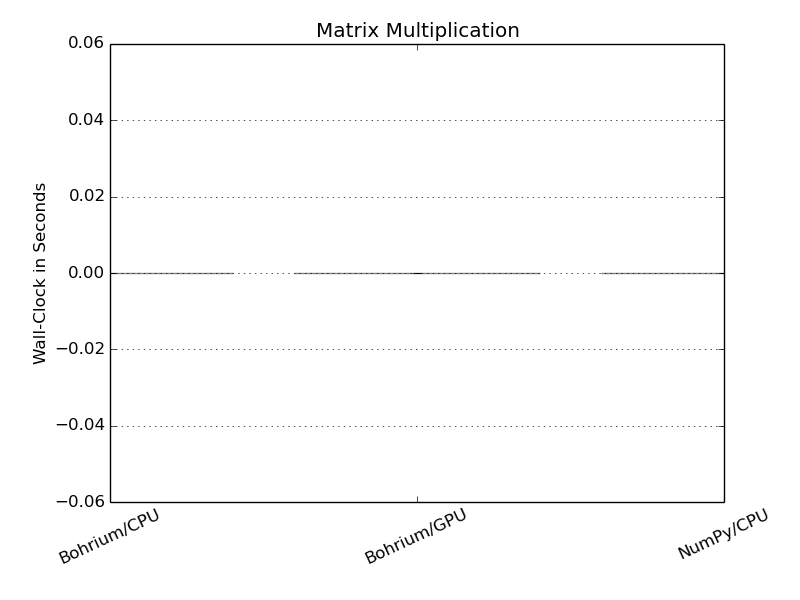 Matrix Multiplication
0.06
0.04
0.02
0.00
−0.02
−0.04
−0.06
Wall-Clock in Seconds
Bohrium/CPU
Bohrium/GPU
NumPy/CPU